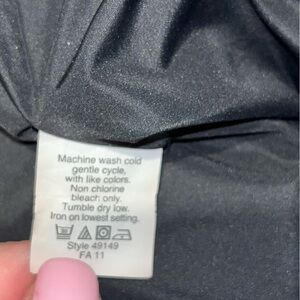 Machine wash cold
gentle cycle,
with like colors.
Non chlorine
bleach only.
Tumble dry low.
Iron on lowest setting.
Style 49149
FA 11